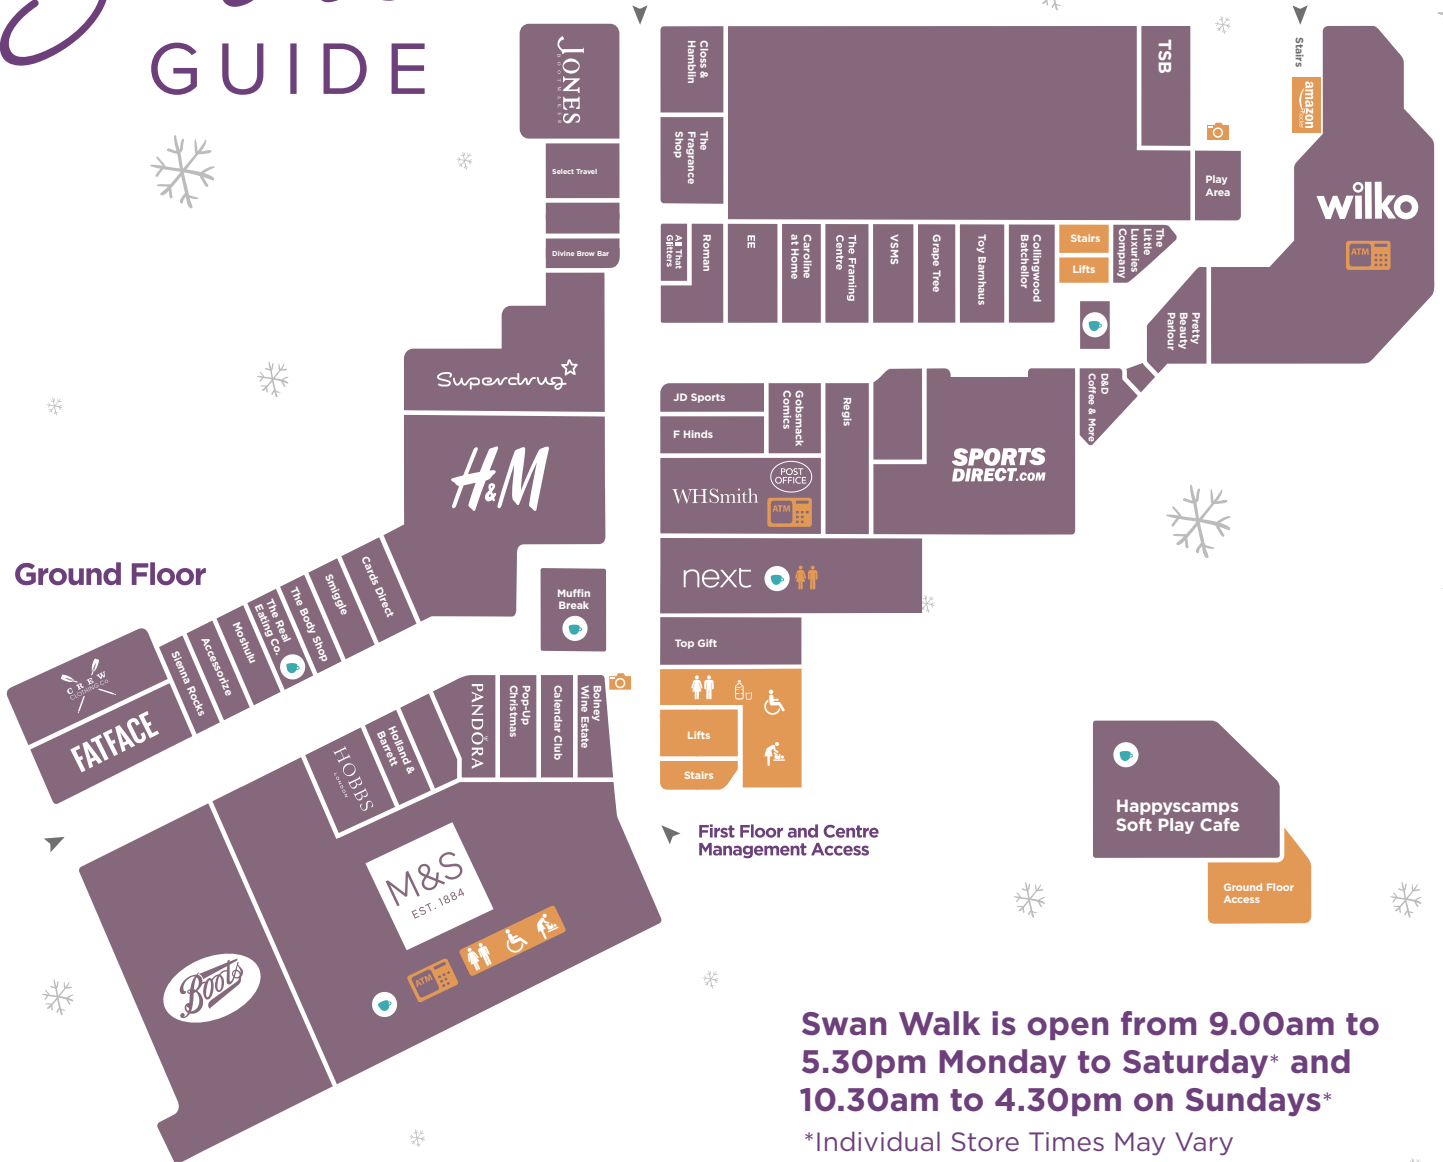 GUIDE
JONES
BOOTMAKER
Select Travel
Divine Brow Bar
Superdrug
H&M
Closs &
Hamblin
The
Fragrance
Shop
TSB
Play
Area
Stairs
amazon
wilko
ATM
All That
Glitters
Roman
EE
Caroline
at Home
The Framing
Centre
VSMS
Grape Tree
Toy Barnhaus
Collingwood
Batchellor
Stairs
Lifts
The
Little
Luxuries
Company
Pretty
Beauty
Parlour
D&D
Coffee & More
JD Sports
F Hinds
Gobsmack
Comics
Regis
SPORTS
DIRECT.COM
WHSmith
POST
OFFICE
ATM
next
Top Gift
Lifts
Stairs
First Floor and Centre
Management Access
Ground Floor
Muffin
Break
Cards Direct
Smiggle
The Body Shop
The Real
Eating Co.
Moshulu
Accessorize
Sienna Rocks
CREW
CLOTHING Co
FATFACE
HOBBS
LONDON
Holland &
Barrett
PANDORA
Pop-Up
Christmas
Calendar Club
Bolney
Wine Estate
M&S
EST. 1884
ATM
Boots
Happyscamps
Soft Play Cafe
Ground Floor
Access
Swan Walk is open from 9.00am to
5.30pm Monday to Saturday* and
10.30am to 4.30pm on Sundays*
*Individual Store Times May Vary